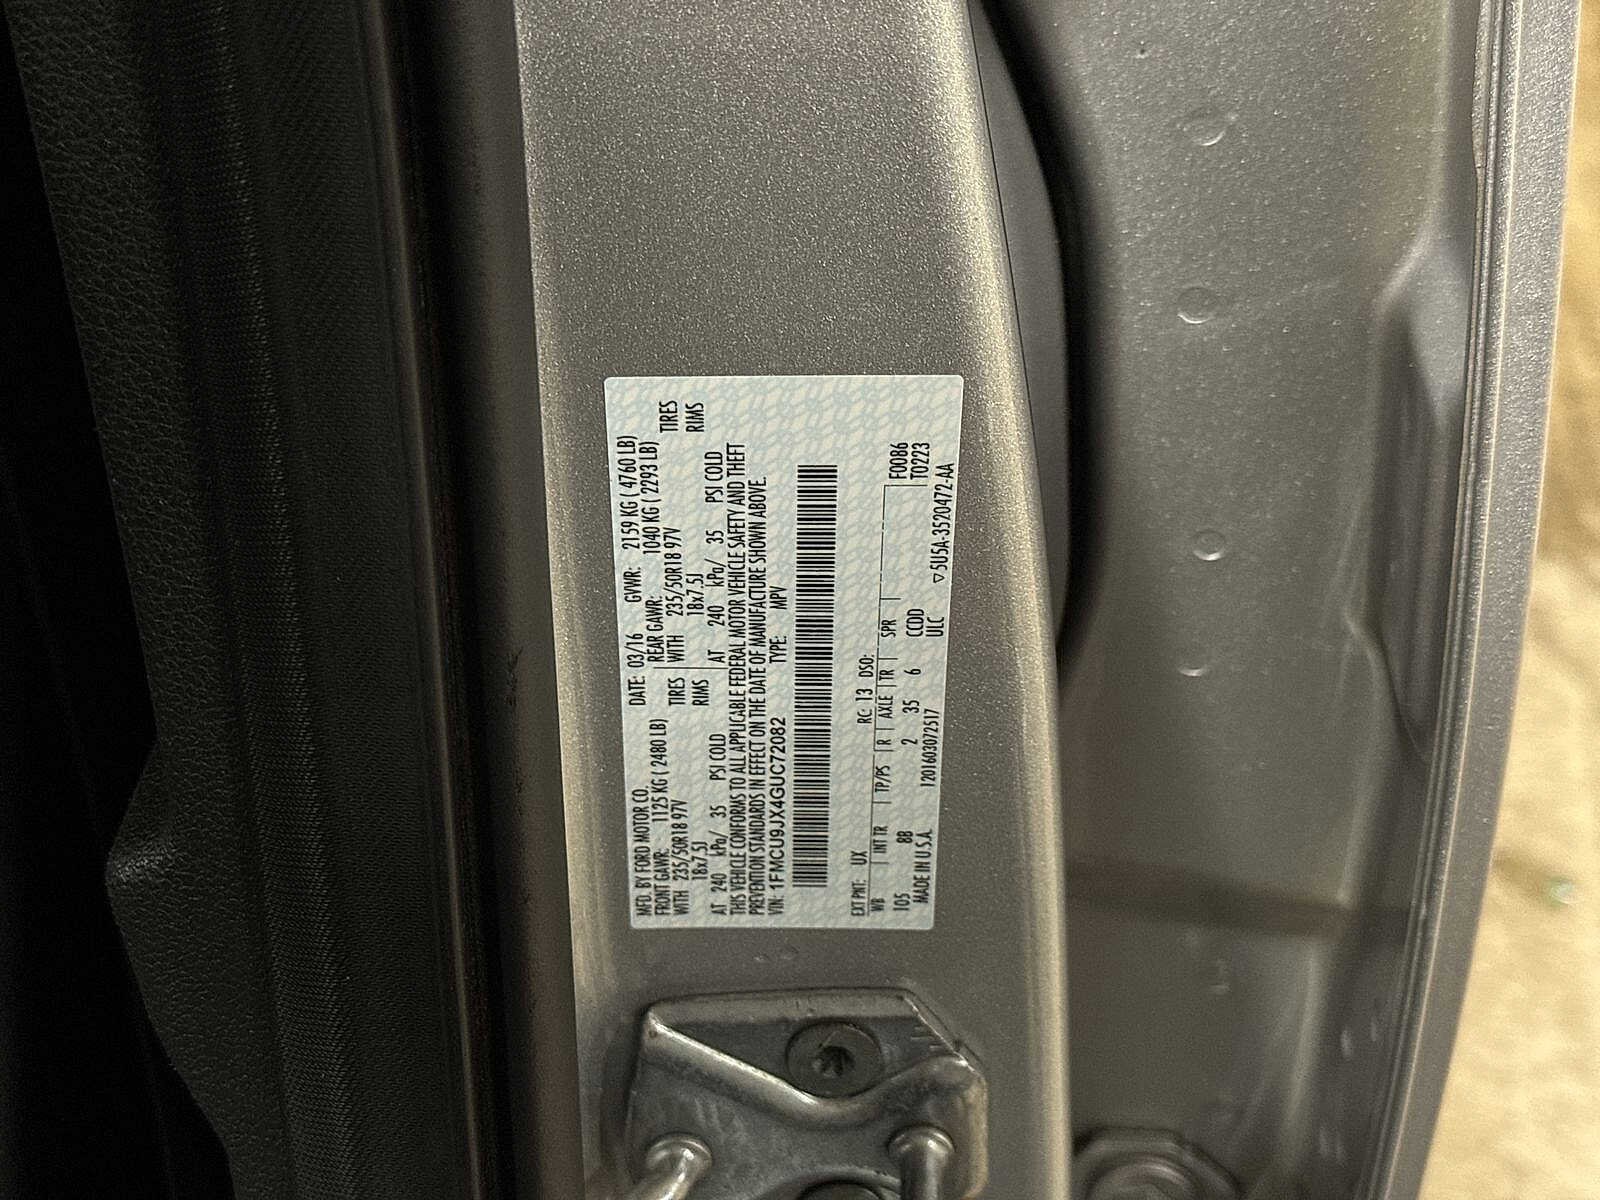 MFD. BY FORD MOTOR CO.
DATE: 03/16 GVWR: 2159 KG ( 4760 LB)
FRONT GAWR: 1125 KG ( 2480 LB) REAR GAWR: 1040 KG ( 2293 LB)
WITH 235/50R18 97V TIRES WITH 235/50R18 97V TIRES
18x7.5J RIMS 18x7.5J RIMS
AT 240 kPa/ 35 PSI COLD AT 240 kPa/ 35 PSI COLD
THIS VEHICLE CONFORMS TO ALL APPLICABLE FEDERAL MOTOR VEHICLE SAFETY AND THEFT
PREVENTION STANDARDS IN EFFECT ON THE DATE OF MANUFACTURE SHOWN ABOVE.
VIN: 1FMCU9JX4GUC72082 TYPE: MPV
EXT PNT: UX RC: 13 DSO:
WB INT TR TP/PS R AXLE TR SPR F0086
105 8B 2 35 6 CCDD T0223
ULC
MADE IN U.S.A. 120160307251​7 ▽5U5A-3520472-AA